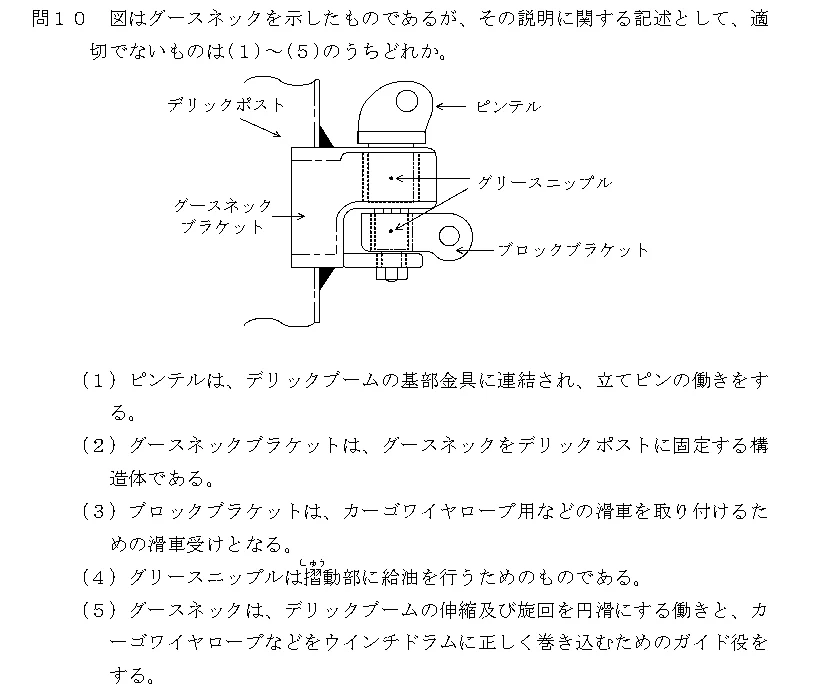 問１０　図はグースネックを示したものであるが、その説明に関する記述として、適
切でないものは(１)～(５)のうちどれか。
デリックポスト
ピンテル
グリースニップル
グースネック
ブラケット
ブロックブラケット
(１) ピンテルは、デリックブームの基部金具に連結され、立てピンの働きをす
る。
(２) グースネックブラケットは、グースネックをデリックポストに固定する構
造体である。
(３) ブロックブラケットは、カーゴワイヤロープ用などの滑車を取り付けるた
めの滑車受けとなる。
しゅう
(４) グリースニップルは摺動部に給油を行うためのものである。
(５) グースネックは、デリックブームの伸縮及び旋回を円滑にする働きと、カ
ーゴワイヤロープなどをウインチドラムに正しく巻き込むためのガイド役を
する。